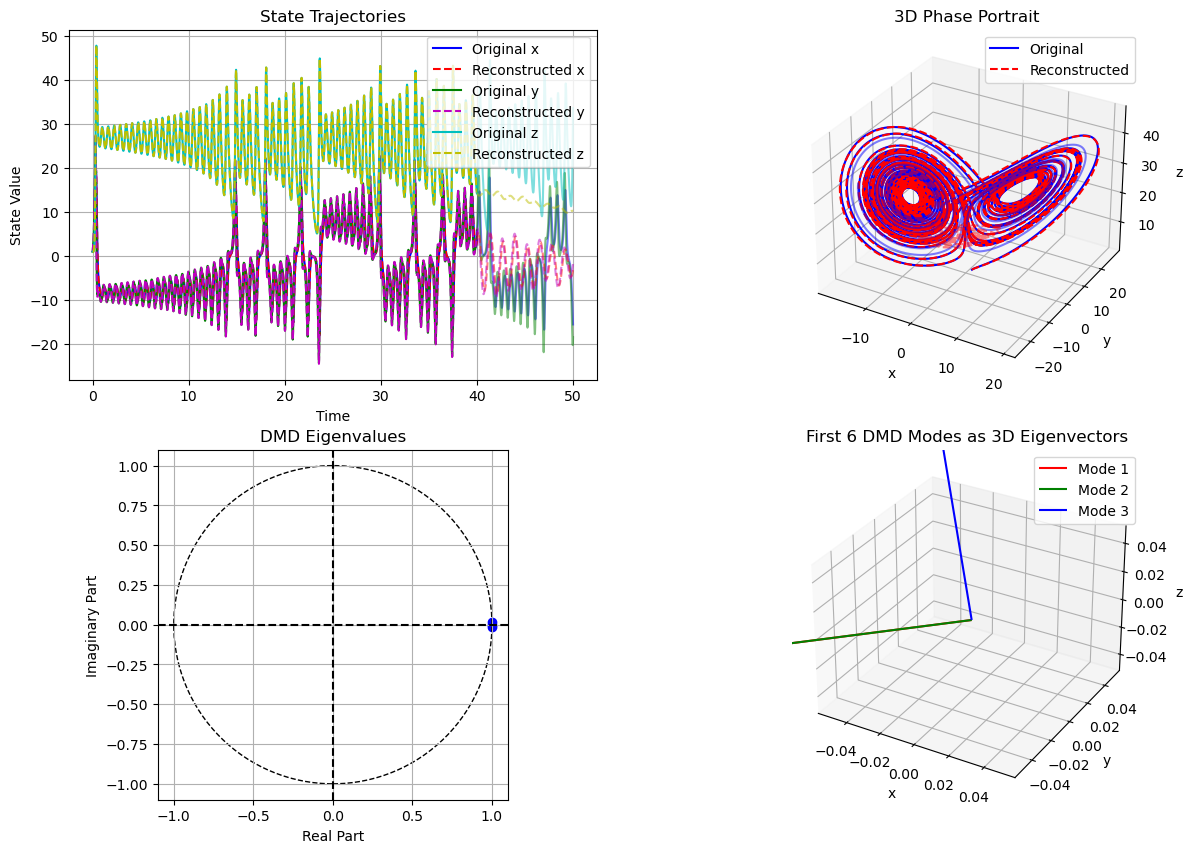 State Trajectories
50
40
30
20
10
0
−10
−20
State Value
0
10
20
30
40
50
Time
Original x
Reconstructed x
Original y
Reconstructed y
Original z
Reconstructed z
3D Phase Portrait
Original
Reconstructed
40
30
20
10
z
−10
0
10
20
x
−20
−10
0
10
20
y
DMD Eigenvalues
1.00
0.75
0.50
0.25
0.00
−0.25
−0.50
−0.75
−1.00
Imaginary Part
−1.0
−0.5
0.0
0.5
1.0
Real Part
First 6 DMD Modes as 3D Eigenvectors
Mode 1
Mode 2
Mode 3
0.04
0.02
0.00
−0.02
−0.04
z
−0.04
−0.02
0.00
0.02
0.04
x
−0.04
−0.02
0.00
0.02
0.04
y